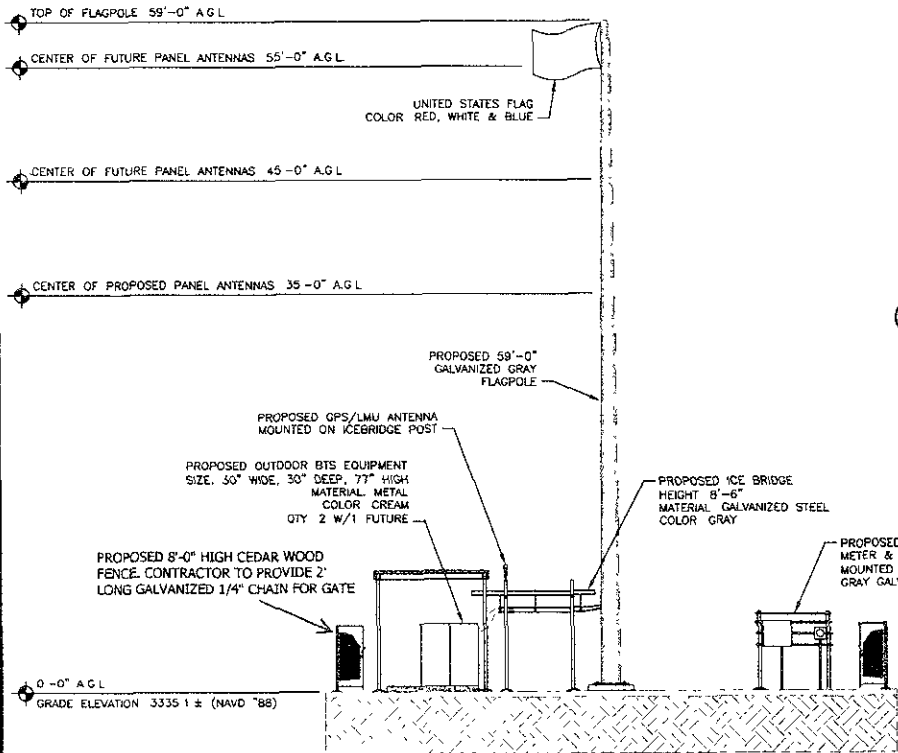 TOP OF FLAGPOLE 59'-0" A G L
CENTER OF FUTURE PANEL ANTENNAS 55'-0" A.G L
UNITED STATES FLAG
COLOR RED, WHITE & BLUE
CENTER OF FUTURE PANEL ANTENNAS 45-0" A.G L
CENTER OF PROPOSED PANEL ANTENNAS 35-0" A.G L
PROPOSED 59'-0"
GALVANIZED GRAY
FLAGPOLE
PROPOSED GPS/LMU ANTENNA
MOUNTED ON ICEBRIDGE POST
PROPOSED OUTDOOR BTS EQUIPMENT
SIZE. 30" WIDE, 30" DEEP, 77" HIGH
MATERIAL. METAL
COLOR CREAM
QTY 2 W/1 FUTURE
PROPOSED ICE BRIDGE
HEIGHT 8'-6"
MATERIAL GALVANIZED STEEL
COLOR GRAY
PROPOSED 8'-0" HIGH CEDAR WOOD
FENCE. CONTRACTOR TO PROVIDE 2'
LONG GALVANIZED 1/4" CHAIN FOR GATE
PROPOSED
METER &
MOUNTED
GRAY GAL
0-0" A G L
GRADE ELEVATION 3335 1 ± (NAVD "88)